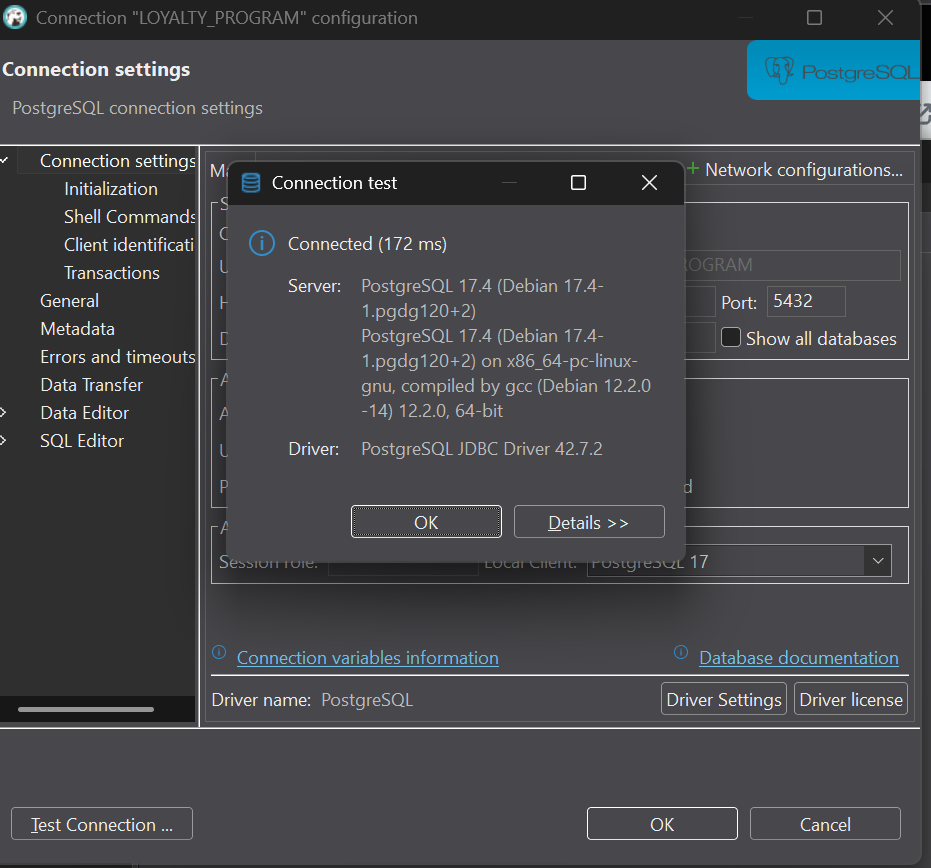 Connection "LOYALTY_PROGRAM" configuration
Connection settings
PostgreSQL connection settings
PostgreSQL
Connection settings
Initialization
Shell Commands
Client identificati
Transactions
General
Metadata
Errors and timeouts
Data Transfer
Data Editor
SQL Editor
+ Network configurations...
Port: 5432
Show all databases
Connection test
Connected (172 ms)
Server: PostgreSQL 17.4 (Debian 17.4-
1.pgdg120+2)
PostgreSQL 17.4 (Debian 17.4-
1.pgdg120+2) on x86_64-pc-linux-
gnu, compiled by gcc (Debian 12.2.0
-14) 12.2.0, 64-bit
Driver: PostgreSQL JDBC Driver 42.7.2
OK
Details >>
Session role: Local Client: PostgreSQL 17
Connection variables information
Database documentation
Driver name: PostgreSQL
Driver Settings
Driver license
Test Connection ...
OK
Cancel